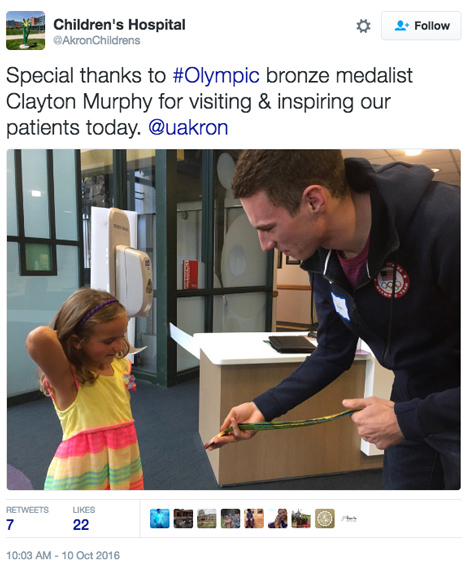 Children's Hospital
@AkronChildrens
Follow
Special thanks to #Olympic bronze medalist
Clayton Murphy for visiting & inspiring our
patients today. @uakron
RETWEETS
LIKES
7
22
10:03 AM - 10 Oct 2016